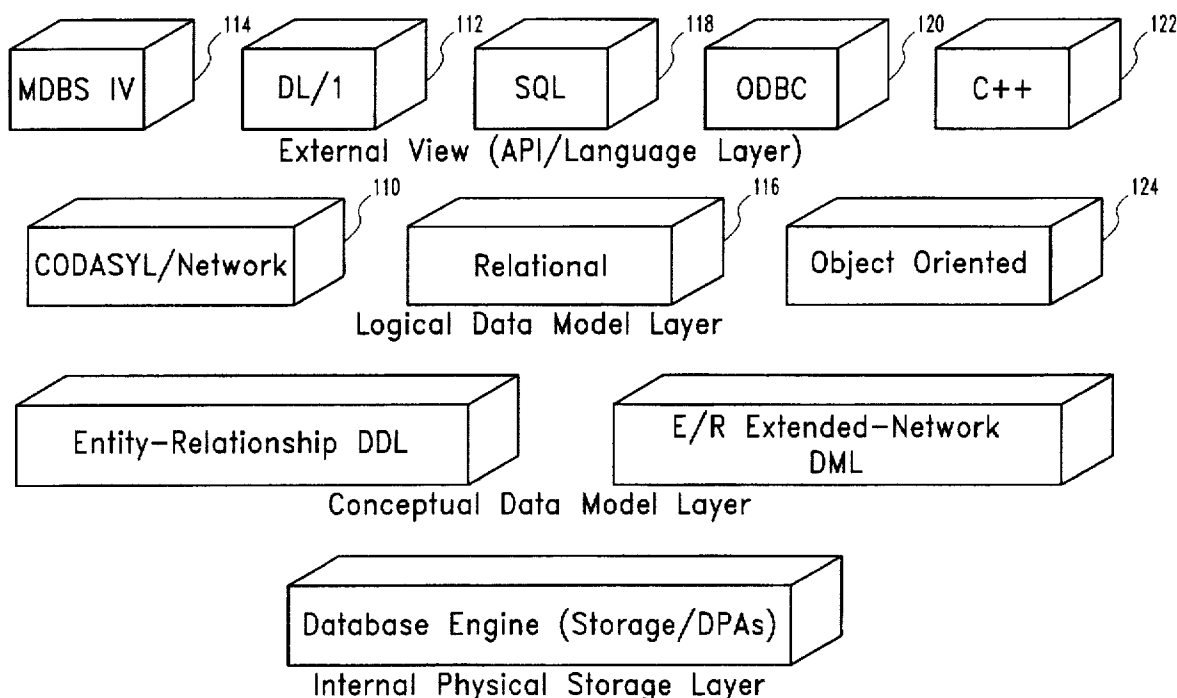 114
112
118
120
122
MDBS IV
DL/1
SQL
ODBC
C++
External View (API/Language Layer)
110
116
124
CODASYL/Network
Relational
Object Oriented
Logical Data Model Layer
Entity-Relationship DDL
E/R Extended-Network
DML
Conceptual Data Model Layer
Database Engine (Storage/DPAs)
Internal Physical Storage Layer